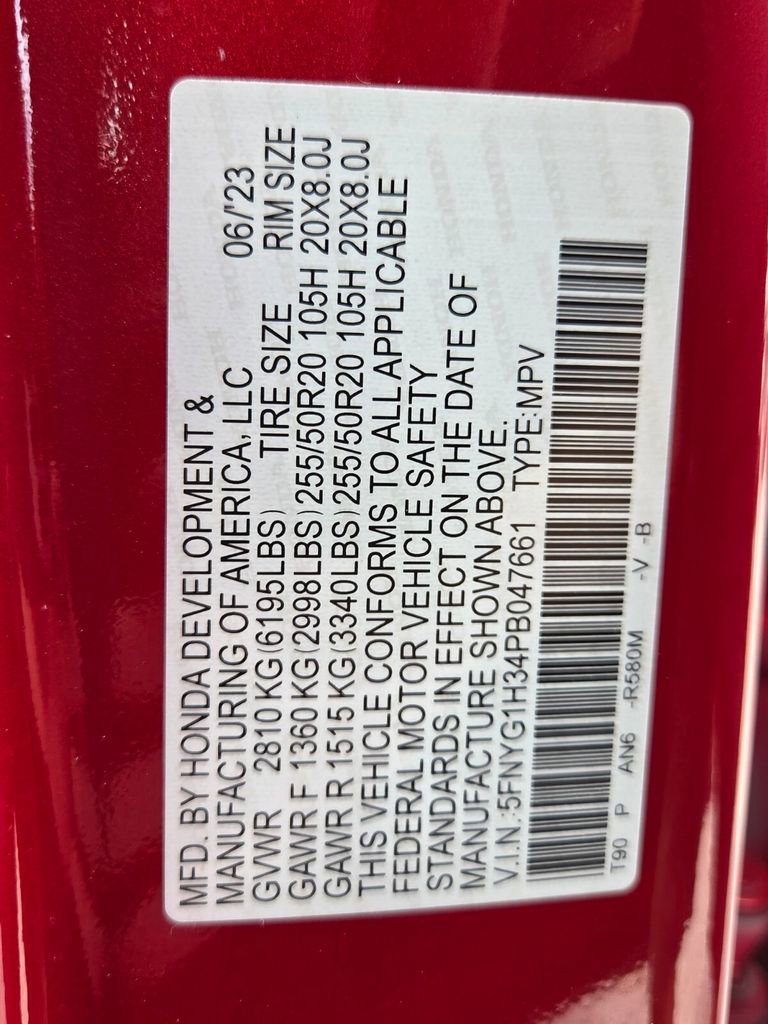 MFD. BY HONDA DEVELOPMENT &
MANUFACTURING OF AMERICA, LLC 06/'23
GVWR 2810 KG(6195LBS) TIRE SIZE RIM SIZE
GAWR F 1360 KG(2998LBS)255/50R20 105H 20X8.0J
GAWR R 1515 KG(3340LBS)255/50R20 105H 20X8.0J
THIS VEHICLE CONFORMS TO ALL APPLICABLE
FEDERAL MOTOR VEHICLE SAFETY
STANDARDS IN EFFECT ON THE DATE OF
MANUFACTURE SHOWN ABOVE.
V.I.N.:5FNYG1H34PB047661 TYPE:MPV
T90 P AN6 -R580M -V -B